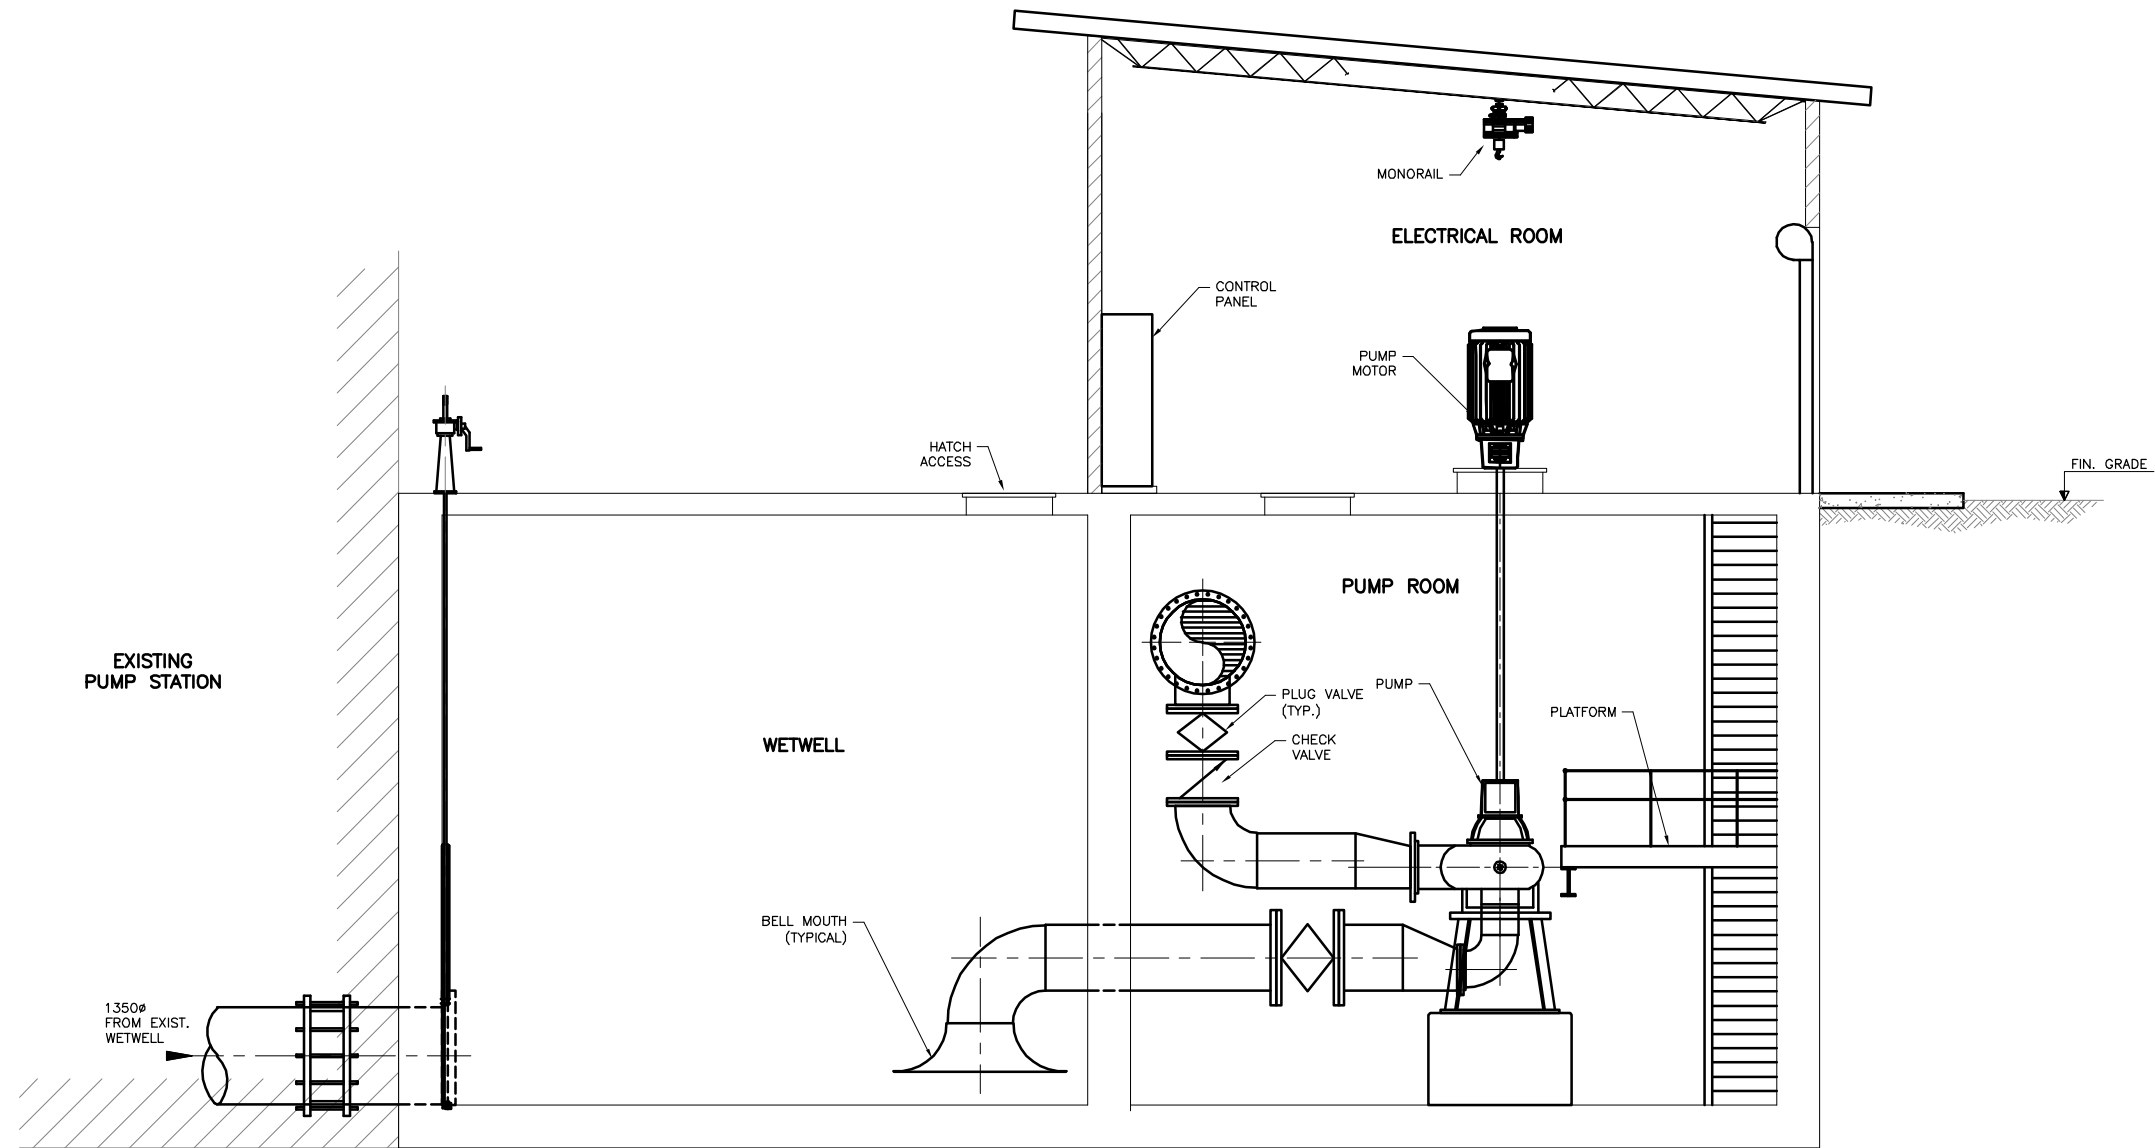 MONORAIL
ELECTRICAL ROOM
CONTROL
PANEL
PUMP
MOTOR
HATCH
ACCESS
FIN. GRADE
PUMP ROOM
EXISTING
PUMP STATION
PLUG VALVE
(TYP.)
PUMP
PLATFORM
WETWELL
CHECK
VALVE
BELL MOUTH
(TYPICAL)
1350ø
FROM EXIST.
WETWELL